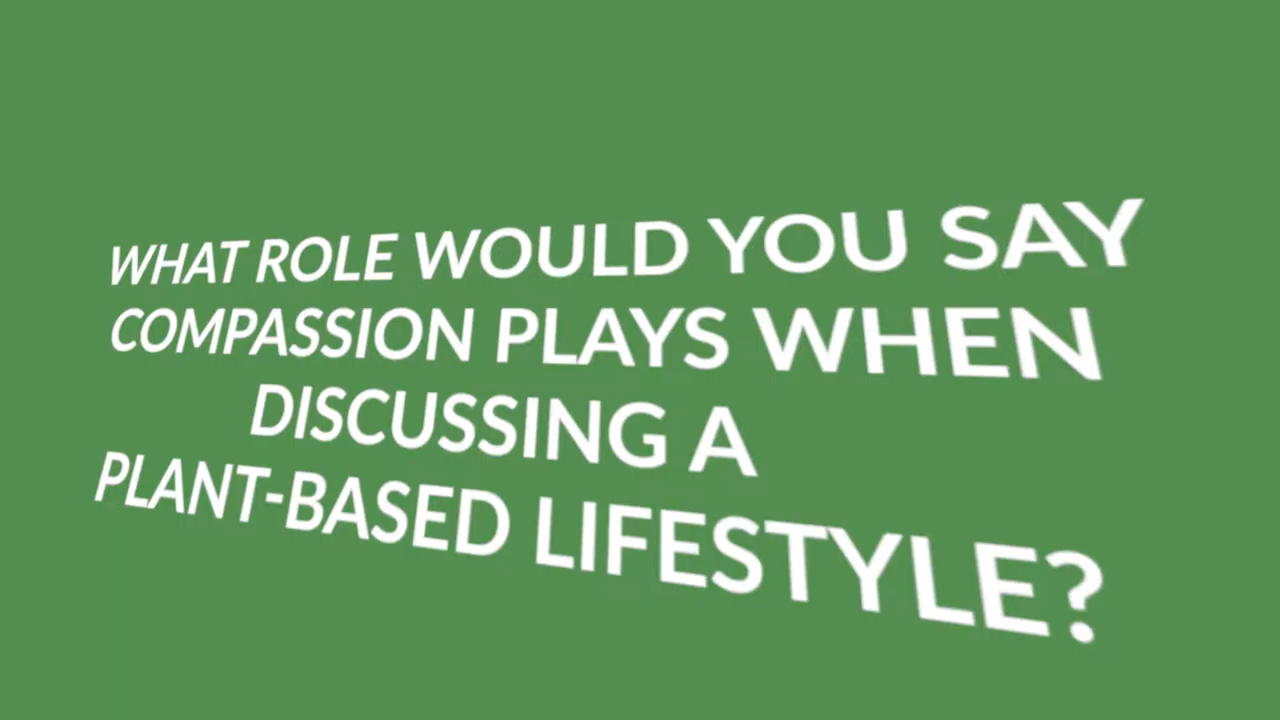 WHAT ROLE WOULD YOU SAY
COMPASSION PLAYS WHEN
DISCUSSING A
PLANT-BASED LIFESTYLE?